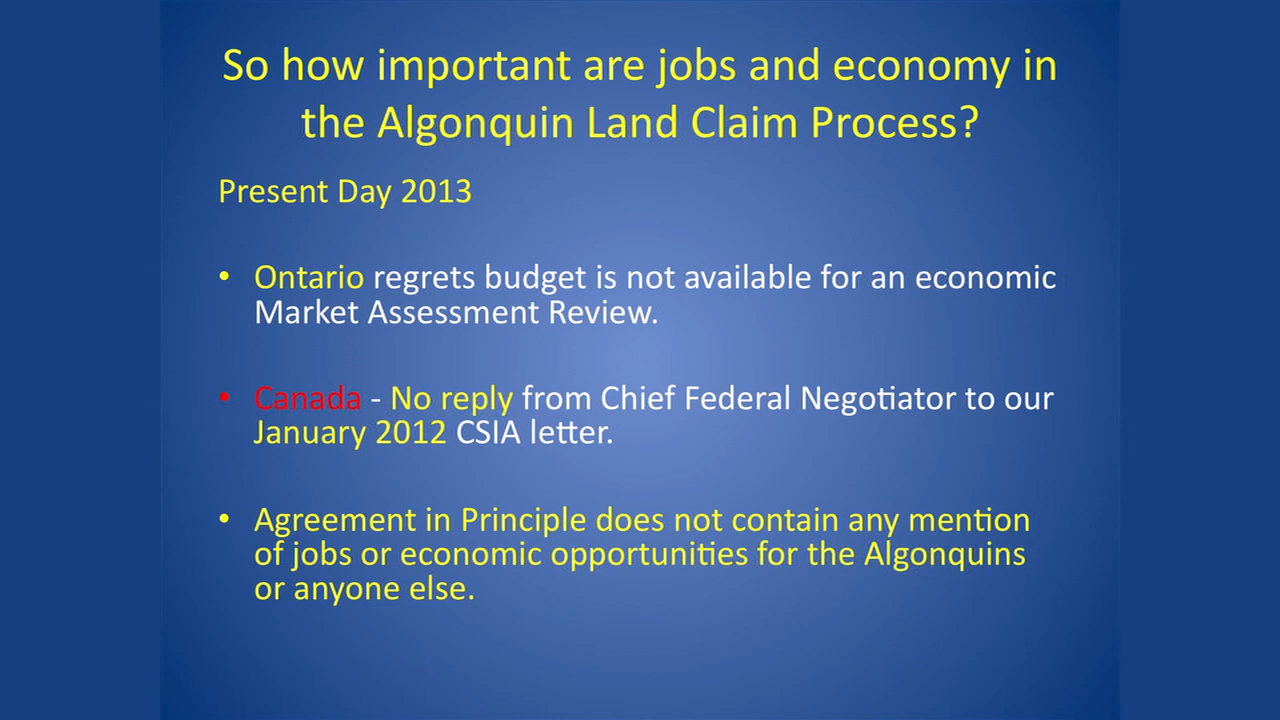 So how important are jobs and economy in
the Algonquin Land Claim Process?
Present Day 2013
• Ontario regrets budget is not available for an economic
Market Assessment Review.
• Canada - No reply from Chief Federal Negotiator to our
January 2012 CSIA letter.
• Agreement in Principle does not contain any mention
of jobs or economic opportunities for the Algonquins
or anyone else.